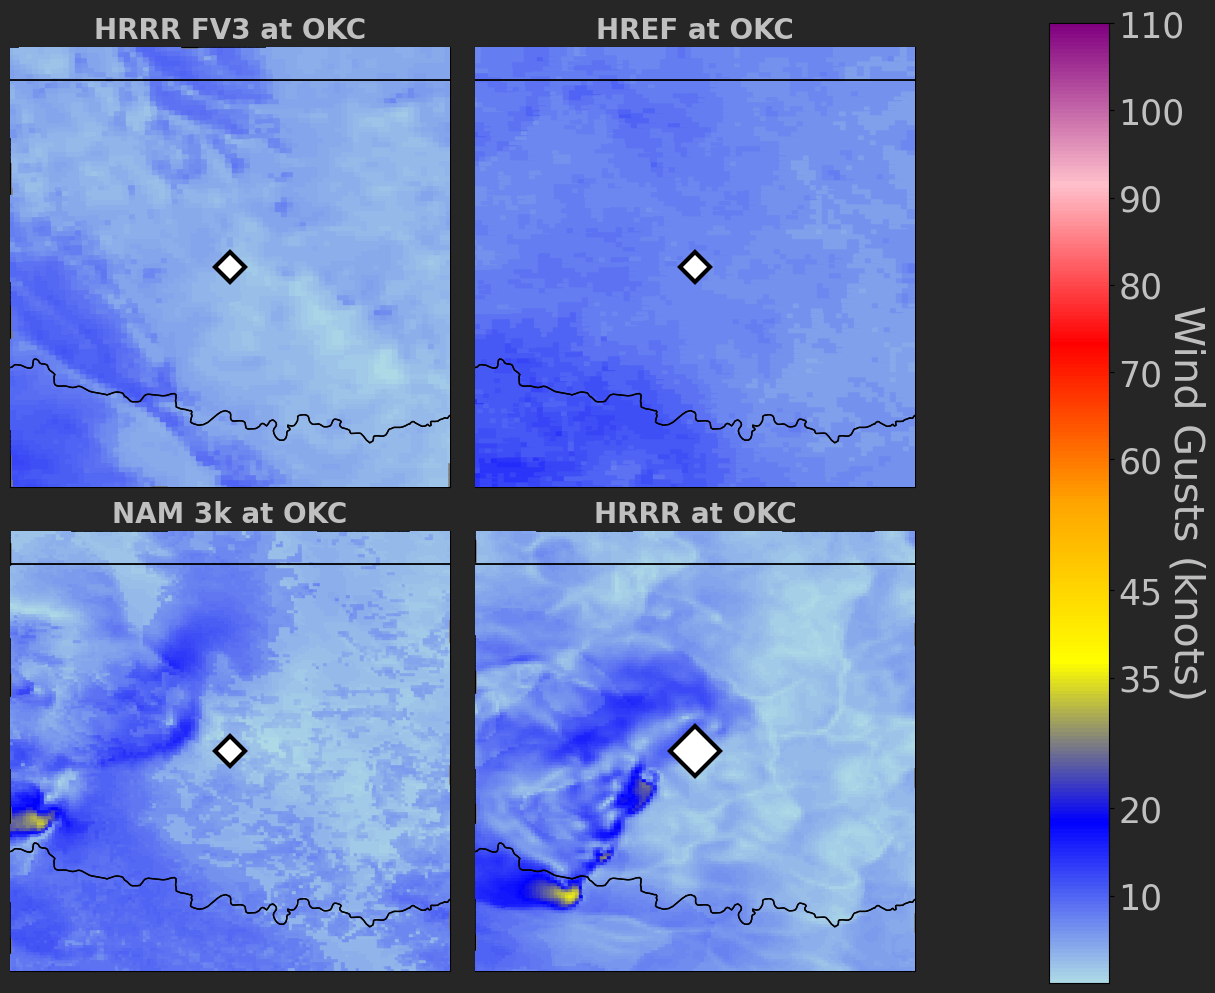 HRRR FV3 at OKC
HREF at OKC
NAM 3k at OKC
HRRR at OKC
110
100
90
80
70
60
45
35
20
10
Wind Gusts (knots)